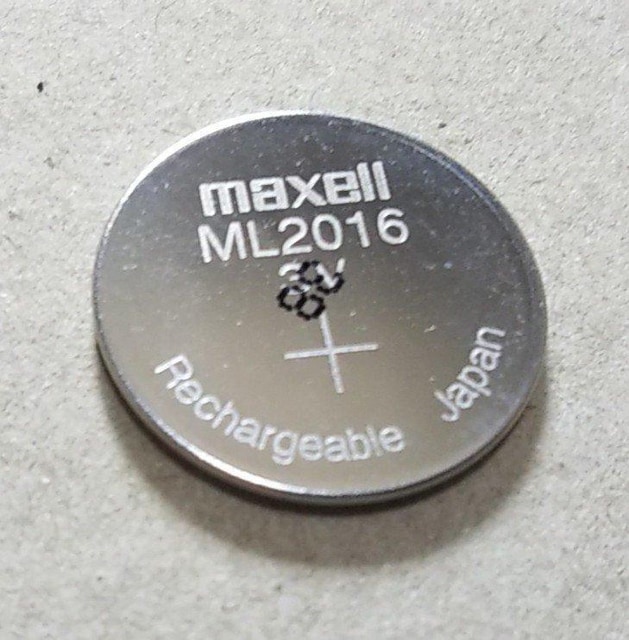 maxell
ML2016
3V
+
Rechargeable
Japan